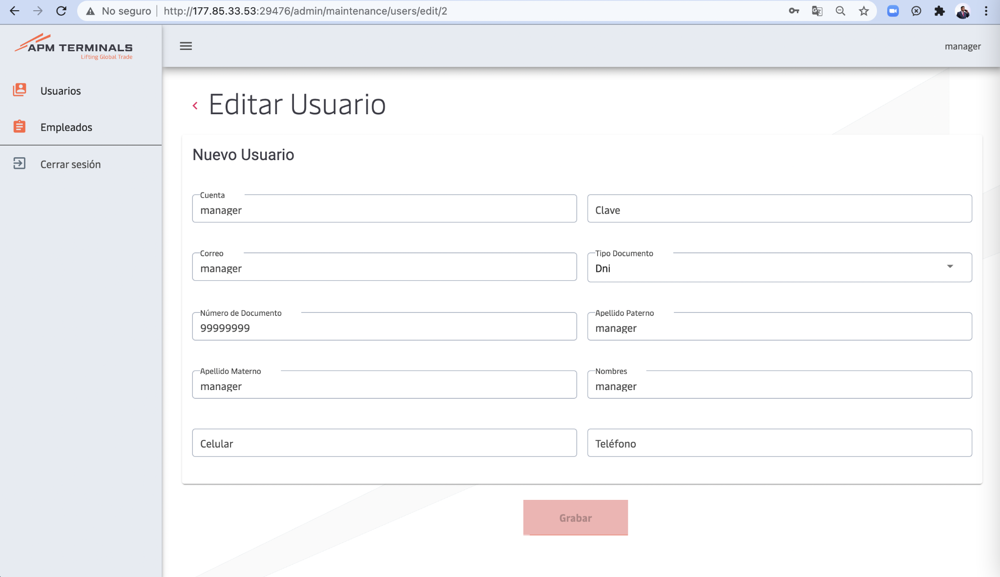 No seguro
http://177.85.33.53:29476/admin/maintenance/users/edit/2
APM TERMINALS
Lifting Global Trade
manager
Usuarios
Empleados
Cerrar sesión
Editar Usuario
Nuevo Usuario
Cuenta
manager
Clave
Correo
manager
Tipo Documento
Dni
Número de Documento
99999999
Apellido Paterno
manager
Apellido Materno
manager
Nombres
manager
Celular
Teléfono
Grabar